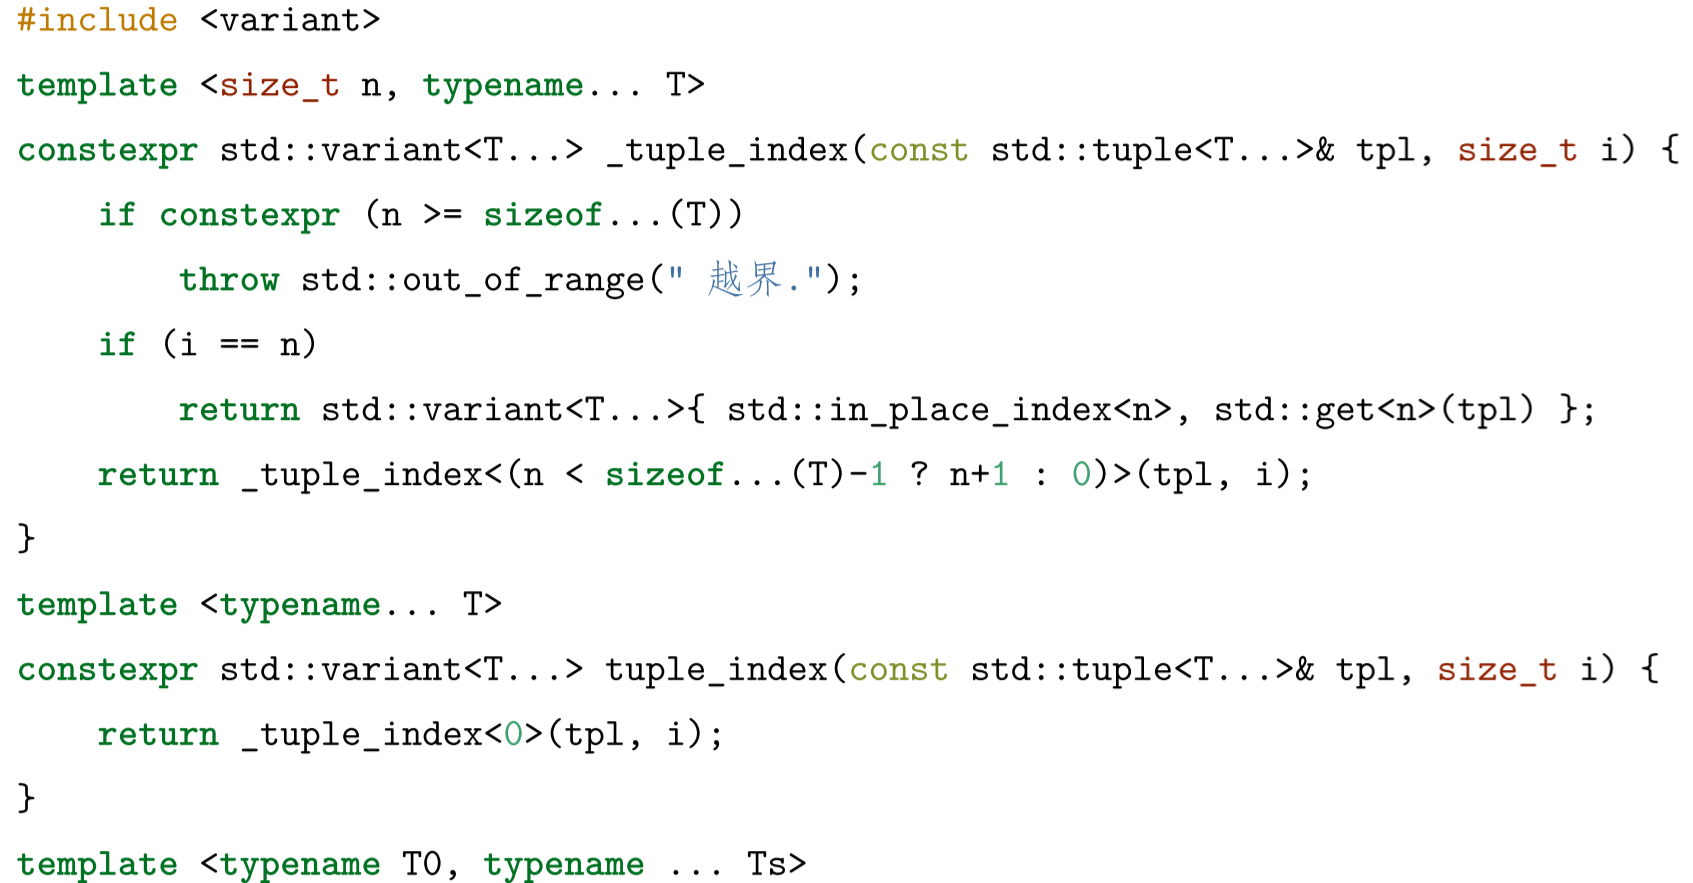 #include <variant>
template <size_t n, typename... T>
constexpr std::variant<T...> _tuple_index(const std::tuple<T...>& tpl, size_t i) {
    if constexpr (n >= sizeof...(T))
        throw std::out_of_range(" 越界.");
    if (i == n)
        return std::variant<T...>{ std::in_place_index<n>, std::get<n>(tpl) };
    return _tuple_index<(n < sizeof...(T)-1 ? n+1 : 0)>(tpl, i);
}
template <typename... T>
constexpr std::variant<T...> tuple_index(const std::tuple<T...>& tpl, size_t i) {
    return _tuple_index<0>(tpl, i);
}
template <typename T0, typename ... Ts>